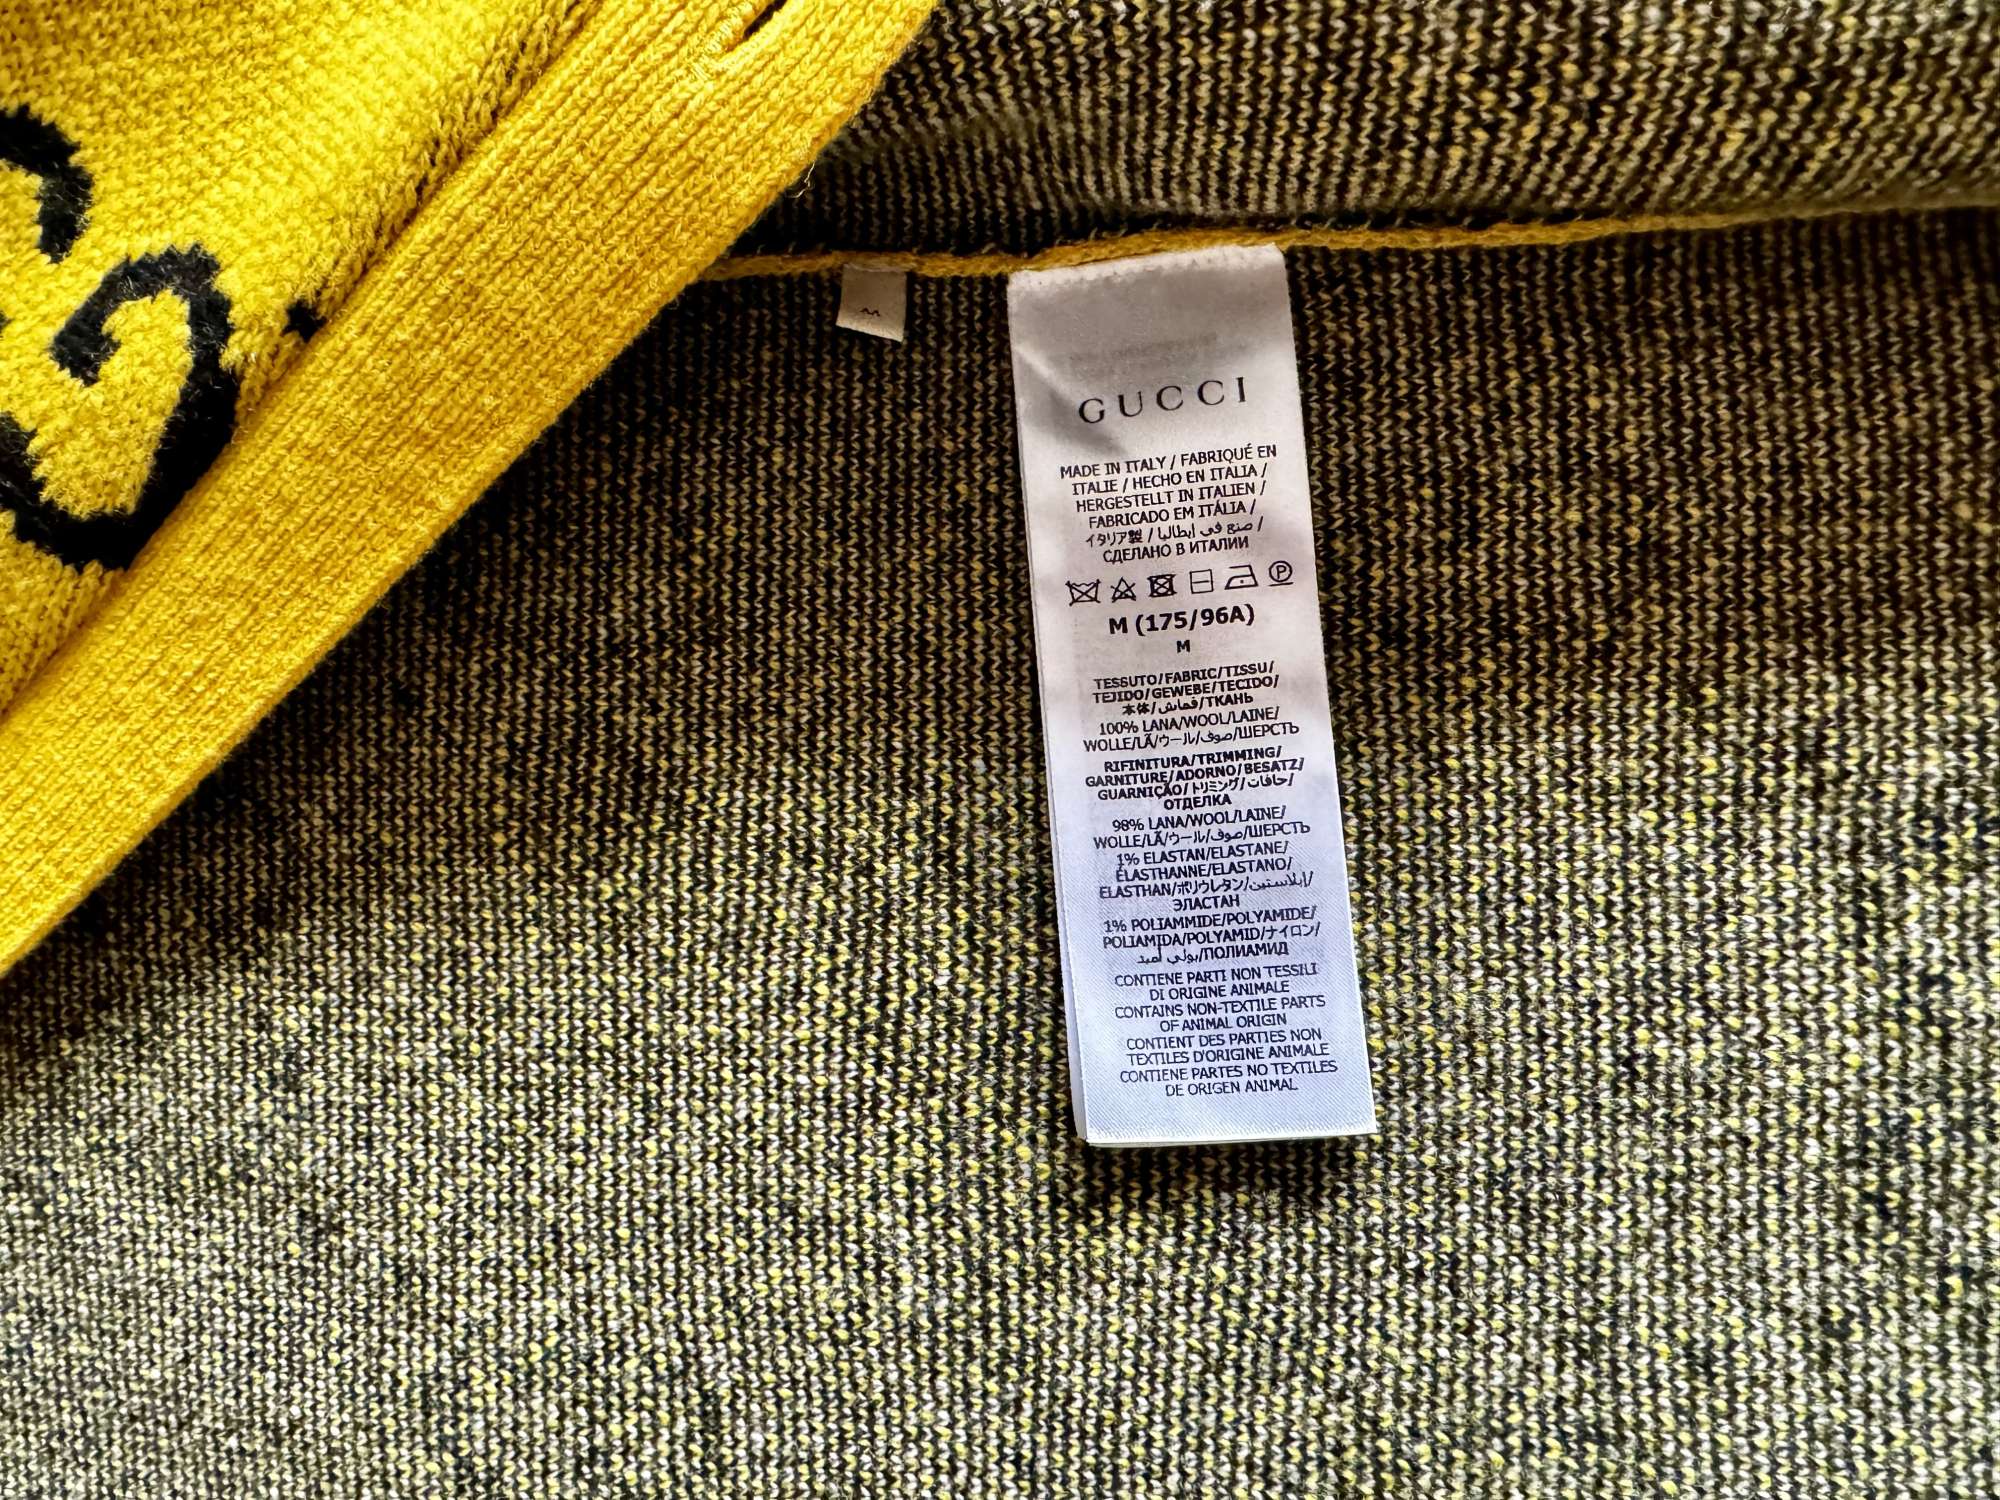 M
GUCCI
MADE IN ITALY / FABRIQUÉ EN
ITALIE / HECHO EN ITALIA /
HERGESTELLT IN ITALIEN /
FABRICADO EM ITÁLIA /
イタリア製 / صنع في إيطاليا /
СДЕЛАНО В ИТАЛИИ
P
M (175/96A)
M
TESSUTO/FABRIC/TISSU/
TEJIDO/GEWEBE/TECIDO/
本体/قماش/ТКАНЬ
100% LANA/WOOL/LAINE/
WOLLE/LÃ/ウール/صوف/ШЕРСТЬ
RIFINITURA/TRIMMING/
GARNITURE/ADORNO/BESATZ/
GUARNIÇÃO/トリミング/حافات/
ОТДЕЛКА
98% LANA/WOOL/LAINE/
WOLLE/LÃ/ウール/صوف/ШЕРСТЬ
1% ELASTAN/ELASTANE/
ÉLASTHANNE/ELASTANO/
ELASTHAN/ポリウレタン/إيلاستين/
ЭЛАСТАН
1% POLIAMMIDE/POLYAMIDE/
POLIAMIDA/POLYAMID/ナイロン/
بولي أميد/ПОЛИАМИД
CONTIENE PARTI NON TESSILI
DI ORIGINE ANIMALE
CONTAINS NON-TEXTILE PARTS
OF ANIMAL ORIGIN
CONTIENT DES PARTIES NON
TEXTILES D'ORIGINE ANIMALE
CONTIENE PARTES NO TEXTILES
DE ORIGEN ANIMAL